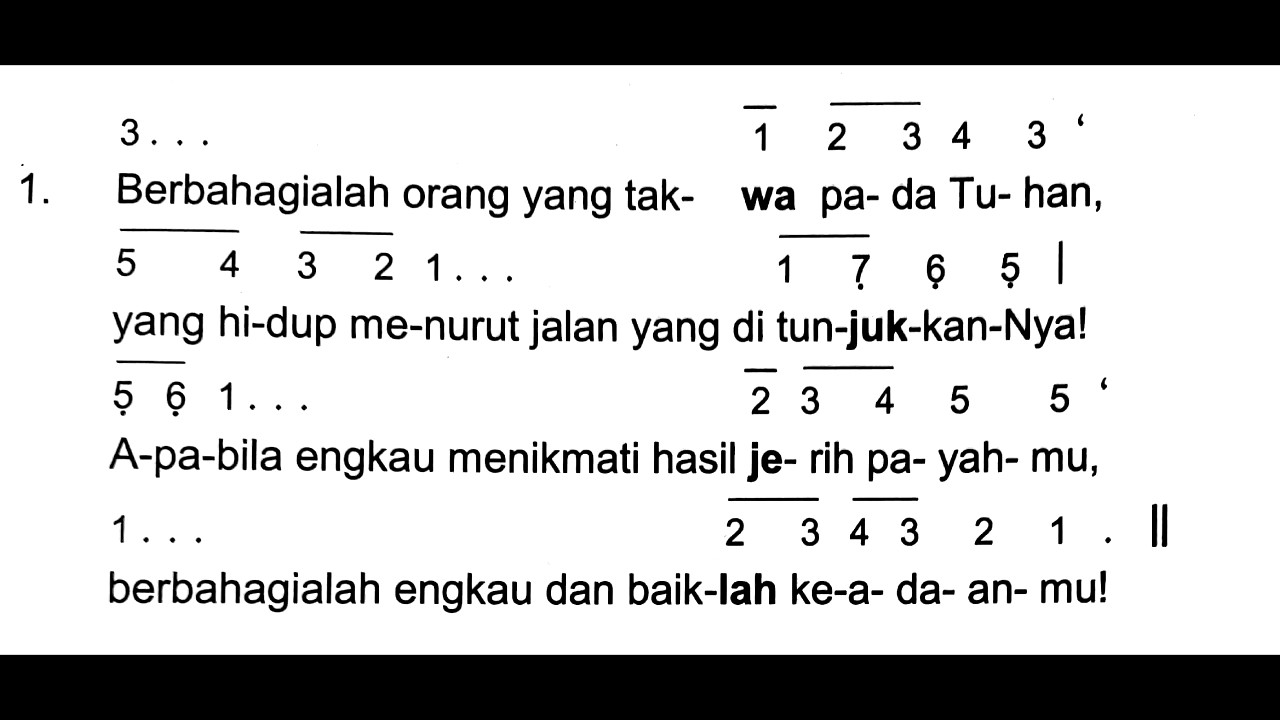 3 . . . 1 2 3 4 3 ‘
1. Berbahagialah orang yang tak- wa pa- da Tu- han,
5 4 3 2 1 . . . 1 7̣ 6̣ 5̣ |
yang hi-dup me-nurut jalan yang di tun-juk-kan-Nya!
5̣ 6̣ 1 . . . 2 3 4 5 5 ‘
A-pa-bila engkau menikmati hasil je- rih pa- yah- mu,
1 . . . 2 3 4 3 2 1 . ||
berbahagialah engkau dan baik-lah ke-a- da- an- mu!